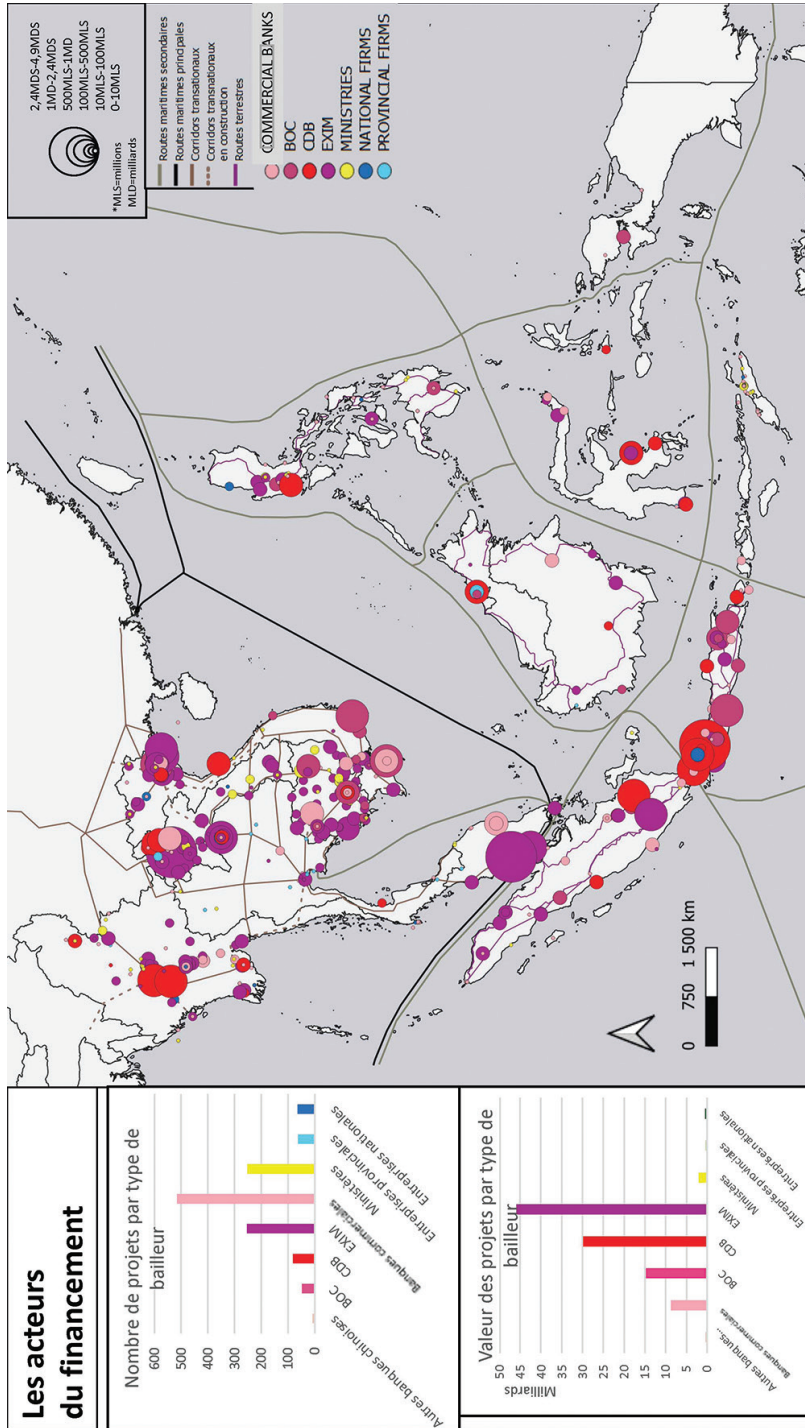 Les acteurs
du financement
Nombre de projets par type de
bailleur
600
500
400
300
200
100
0
Autres banques chinoises
BOC
CDB
EXIM
Banques commerciales
Ministères
Entreprises provinciales
Entreprises nationales
Valeur des projets par type de
bailleur
Milliards
50
45
40
35
30
25
20
15
10
5
0
Autres banques...
Banques commerciales
BOC
CDB
EXIM
Ministères
Entreprises provinciales
Entreprises nationales
0 750 1 500 km
2,4MDS-4,9MDS
1MD-2,4MDS
500MLS-1MD
100MLS-500MLS
10MLS-100MLS
0-10MLS
*MLS=millions
MLD=milliards
Routes maritimes secondaires
Routes maritimes principales
Corridors transationaux
Corridors transnationaux
en construction
Routes terrestres
COMMERCIAL BANKS
BOC
CDB
EXIM
MINISTRIES
NATIONAL FIRMS
PROVINCIAL FIRMS